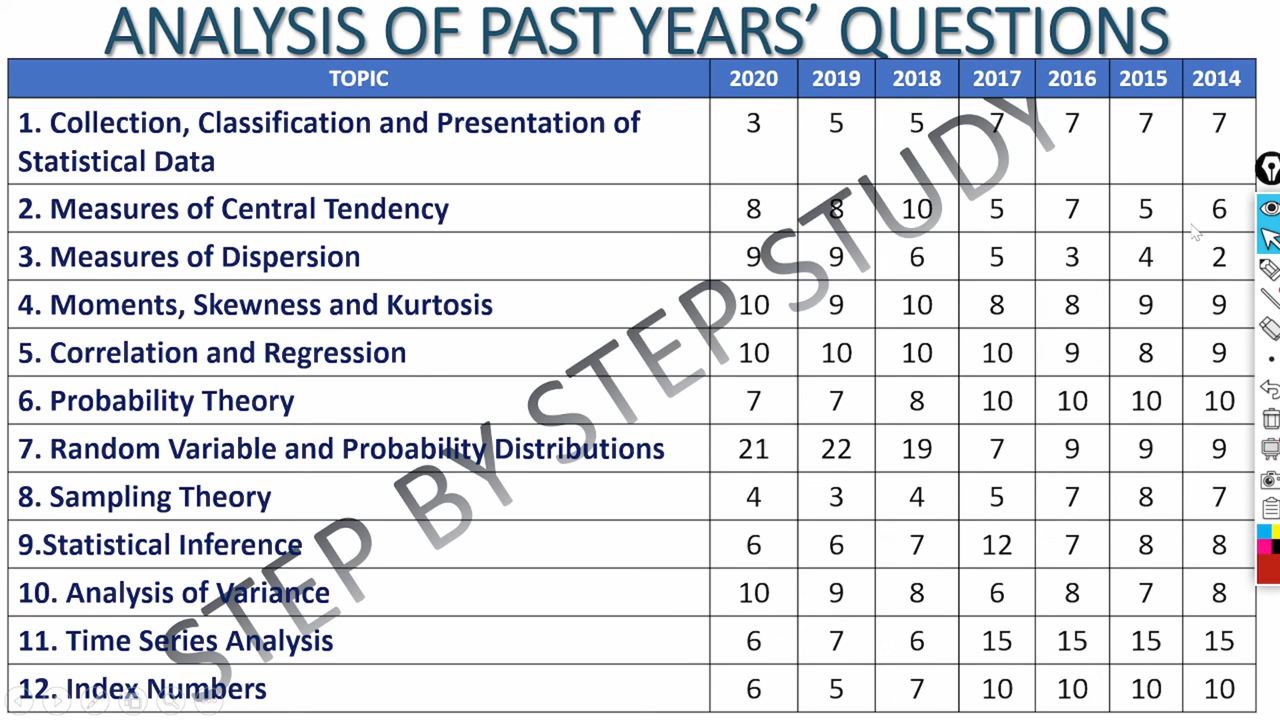 ANALYSIS OF PAST YEARS’ QUESTIONS
TOPIC 2020 2019 2018 2017 2016 2015 2014
1. Collection, Classification and Presentation of 3 5 5 7 7 7 7
Statistical Data
2. Measures of Central Tendency 8 8 10 5 7 5 6
3. Measures of Dispersion 9 9 6 5 3 4 2
4. Moments, Skewness and Kurtosis 10 9 10 8 8 9 9
5. Correlation and Regression 10 10 10 10 9 8 9
6. Probability Theory 7 7 8 10 10 10 10
7. Random Variable and Probability Distributions 21 22 19 7 9 9 9
8. Sampling Theory 4 3 4 5 7 8 7
9.Statistical Inference 6 6 7 12 7 8 8
10. Analysis of Variance 10 9 8 6 8 7 8
11. Time Series Analysis 6 7 6 15 15 15 15
12. Index Numbers 6 5 7 10 10 10 10
STEP BY STEP STUDY